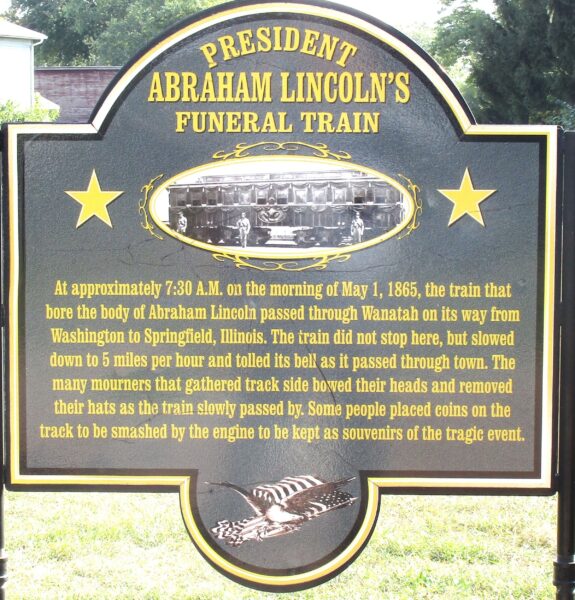 PRESIDENT
ABRAHAM LINCOLN'S
FUNERAL TRAIN
At approximately 7:30 A.M. on the morning of May 1, 1865, the train that
bore the body of Abraham Lincoln passed through Wanatah on its way from
Washington to Springfield, Illinois. The train did not stop here, but slowed
down to 5 miles per hour and tolled its bell as it passed through town. The
many mourners that gathered track side bowed their heads and removed
their hats as the train slowly passed by. Some people placed coins on the
track to be smashed by the engine to be kept as souvenirs of the tragic event.